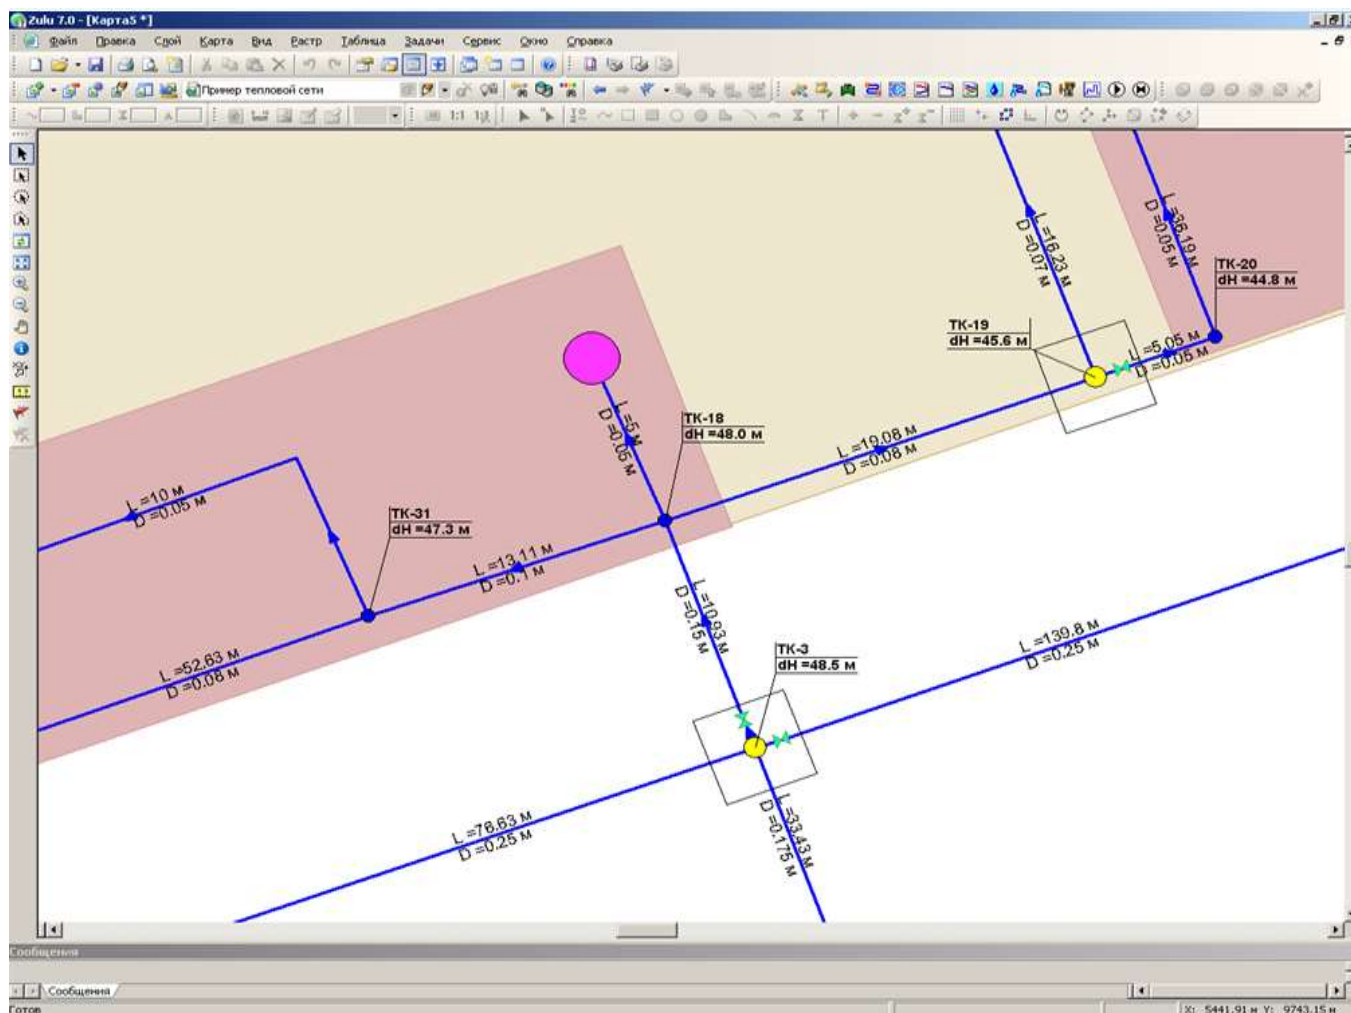 Zulu 7.0 - [Карта5 *]
Файл Правка Слой Карта Вид Растр Таблица Задачи Сервис Окно Справка
Пример тепловой сети
1:1
L =16.23 м
D =0.07 м
L =36.19 м
D =0.05 м
ТК-20
dH =44.8 м
ТК-19
dH =45.6 м
L =5.05 м
D =0.05 м
L =5 м
D =0.05 м
ТК-18
dH =48.0 м
L =19.08 м
D =0.08 м
L =10 м
D =0.05 м
ТК-31
dH =47.3 м
L =13.11 м
D =0.1 м
L =10.93 м
D =0.15 м
L =52.63 м
D =0.08 м
ТК-3
dH =48.5 м
L =139.8 м
D =0.25 м
L =76.63 м
D =0.25 м
L =33.43 м
D =0.175 м
Сообщения
Сообщения
Готов
X: 5441.91 м Y: 9743.15 м